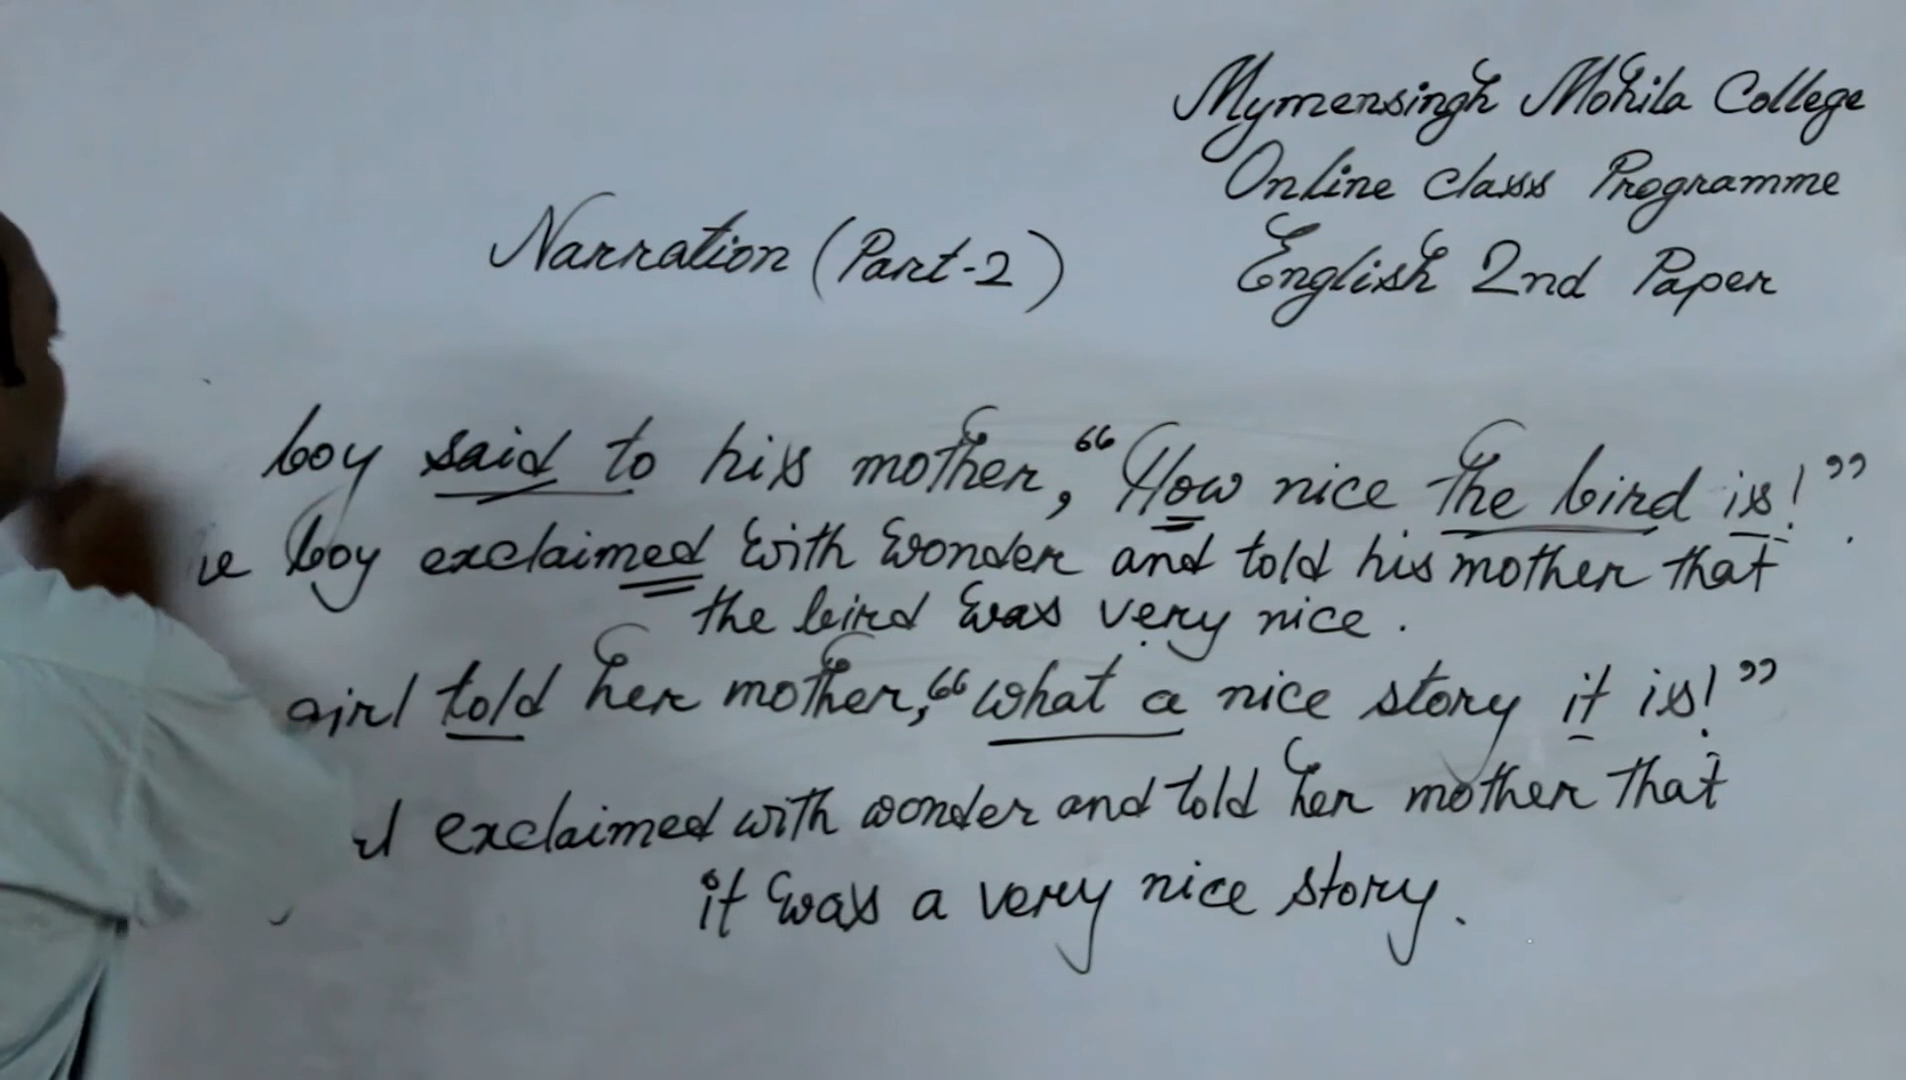 Mymensingh Mohila College
Online class Programme
English 2nd Paper
Narration (Part-2)
boy said to his mother, “How nice the bird is!”
boy exclaimed with wonder and told his mother that
the bird was very nice.
girl told her mother, “what a nice story it is!”
exclaimed with wonder and told her mother that
it was a very nice story.